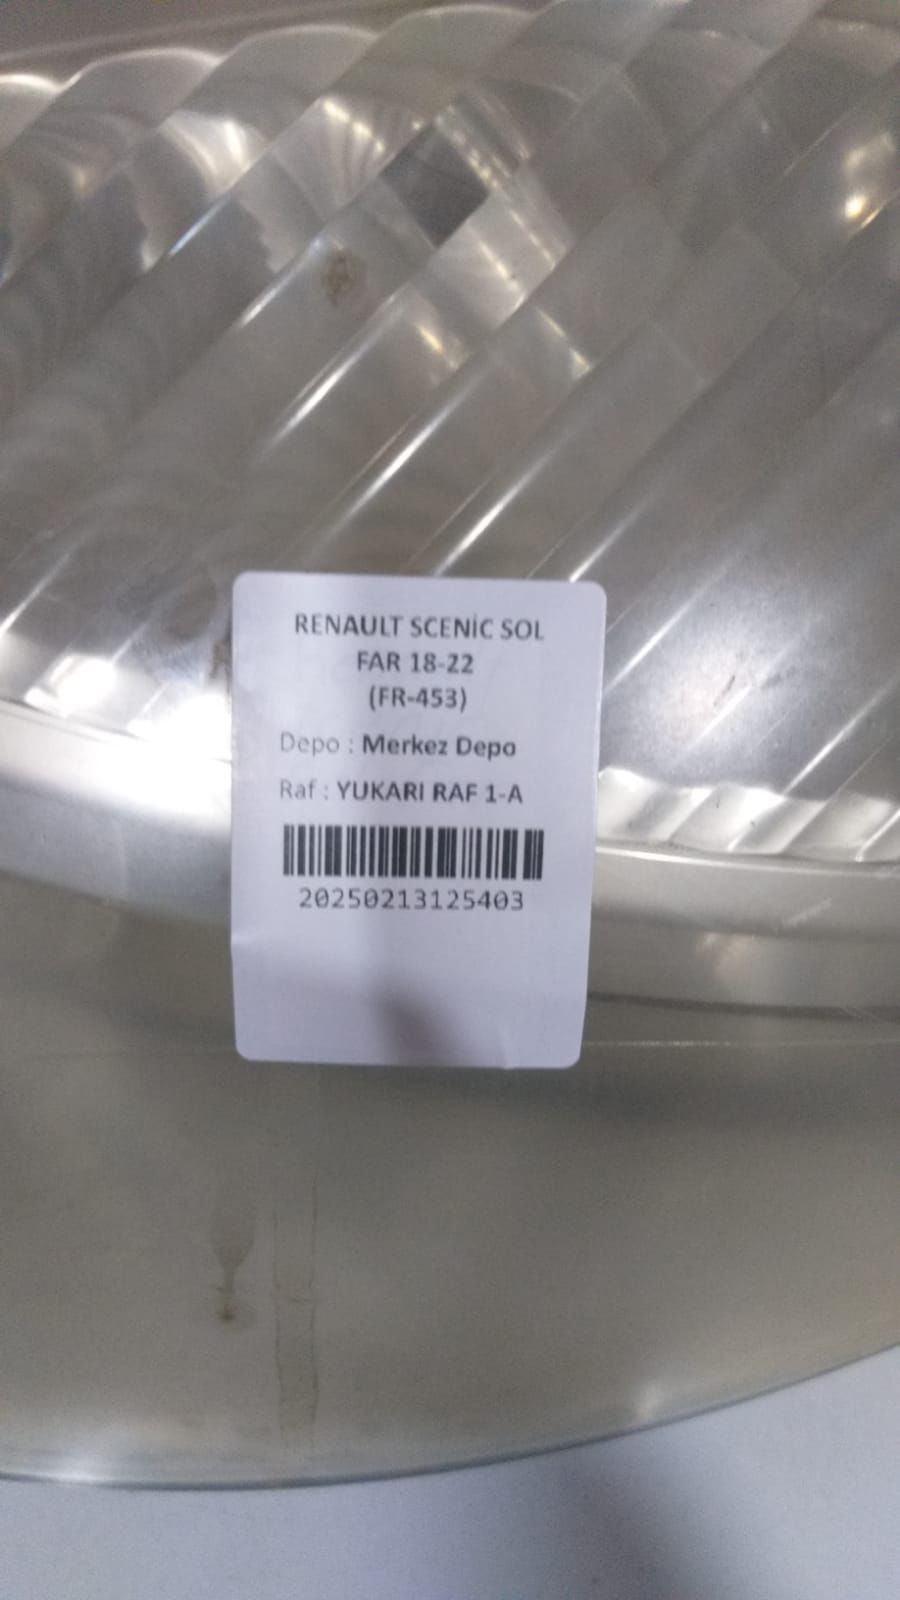 RENAULT SCENİC SOL
FAR 18-22
(FR-453)
Depo : Merkez Depo
Raf : YUKARI RAF 1-A
20250213125403